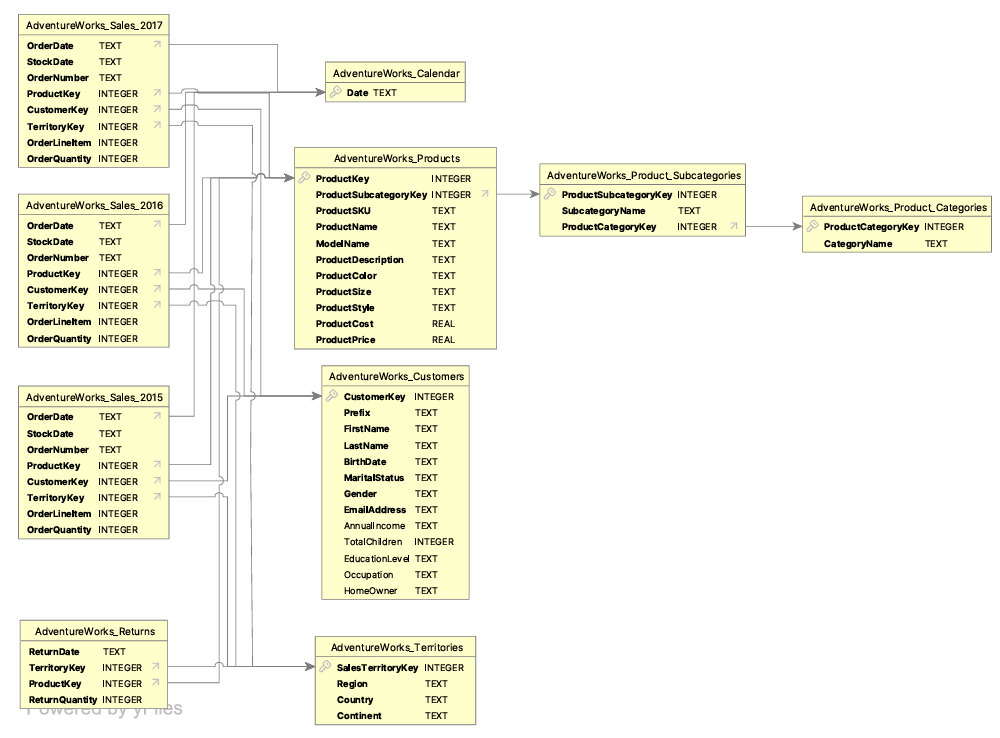 AdventureWorks_Sales_2017
OrderDate TEXT
StockDate TEXT
OrderNumber TEXT
ProductKey INTEGER
CustomerKey INTEGER
TerritoryKey INTEGER
OrderLineItem INTEGER
OrderQuantity INTEGER
AdventureWorks_Sales_2016
OrderDate TEXT
StockDate TEXT
OrderNumber TEXT
ProductKey INTEGER
CustomerKey INTEGER
TerritoryKey INTEGER
OrderLineItem INTEGER
OrderQuantity INTEGER
AdventureWorks_Sales_2015
OrderDate TEXT
StockDate TEXT
OrderNumber TEXT
ProductKey INTEGER
CustomerKey INTEGER
TerritoryKey INTEGER
OrderLineItem INTEGER
OrderQuantity INTEGER
AdventureWorks_Returns
ReturnDate TEXT
TerritoryKey INTEGER
ProductKey INTEGER
ReturnQuantity INTEGER
Powered by yFiles
AdventureWorks_Calendar
Date TEXT
AdventureWorks_Products
ProductKey INTEGER
ProductSubcategoryKey INTEGER
ProductSKU TEXT
ProductName TEXT
ModelName TEXT
ProductDescription TEXT
ProductColor TEXT
ProductSize TEXT
ProductStyle TEXT
ProductCost REAL
ProductPrice REAL
AdventureWorks_Customers
CustomerKey INTEGER
Prefix TEXT
FirstName TEXT
LastName TEXT
BirthDate TEXT
MaritalStatus TEXT
Gender TEXT
EmailAddress TEXT
AnnualIncome TEXT
TotalChildren INTEGER
EducationLevel TEXT
Occupation TEXT
HomeOwner TEXT
AdventureWorks_Territories
SalesTerritoryKey INTEGER
Region TEXT
Country TEXT
Continent TEXT
AdventureWorks_Product_Subcategories
ProductSubcategoryKey INTEGER
SubcategoryName TEXT
ProductCategoryKey INTEGER
AdventureWorks_Product_Categories
ProductCategoryKey INTEGER
CategoryName TEXT